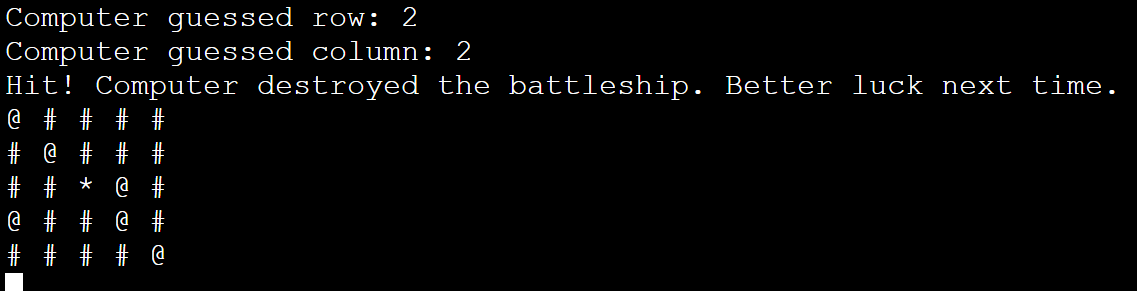 Computer guessed row: 2
Computer guessed column: 2
Hit! Computer destroyed the battleship. Better luck next time.
@ # # # #
# @ # # #
# # * @ #
@ # # @ #
# # # # @